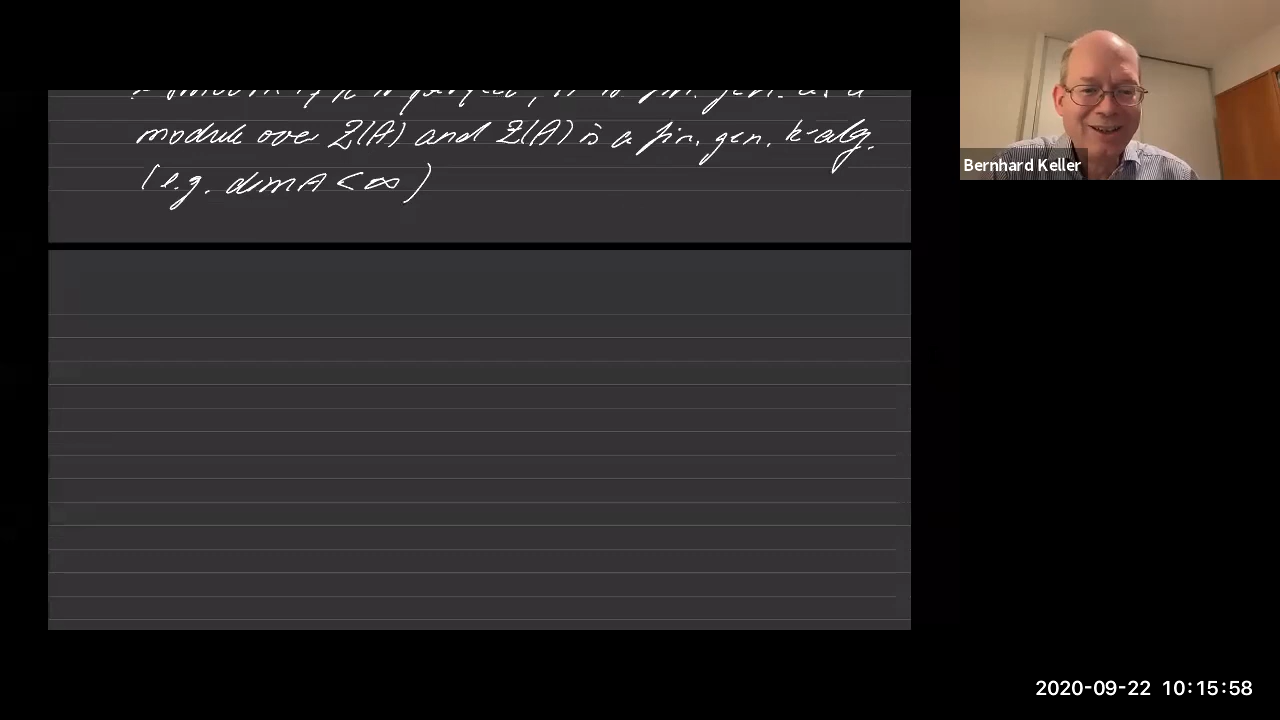 module over Z(A) and Z(A) is a fin. gen. k-alg.
(e.g. dim A < ∞)
Bernhard Keller
2020-09-22 10:15:58